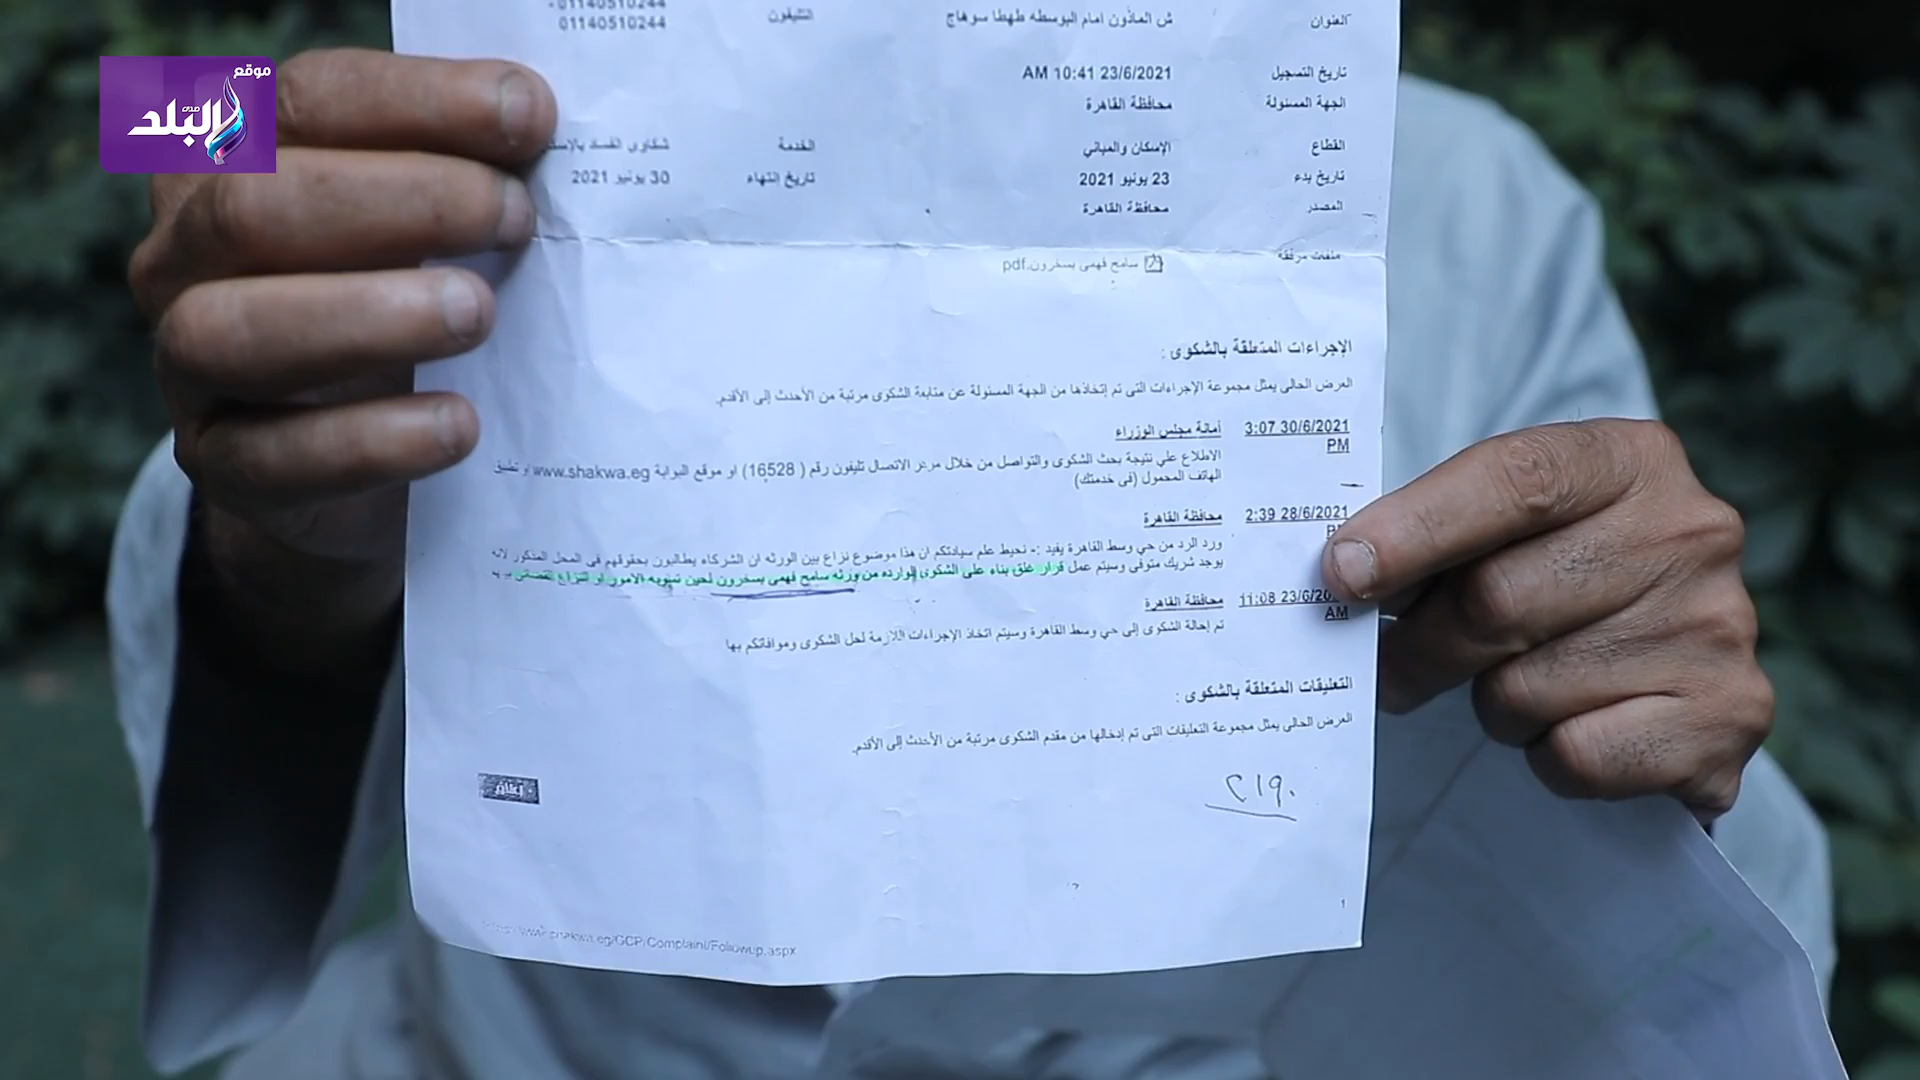 موقع
صدى
البلد
01140510244 -
العنوان ش المأذون امام البوسطه طهطا سوهاج التليفون 01140510244
تاريخ التسجيل 23/6/2021 10:41 AM
الجهة المسئولة محافظة القاهرة
القطاع الإسكان والمباني الخدمة شكاوي الفساد
تاريخ بدء 23 يونيو 2021 تاريخ إنتهاء 30 يونيو 2021
المصدر محافظة القاهرة
ملفات مرفقة سامح فهمى بسخرون.pdf
الإجراءات المتعلقة بالشكوى :
العرض الحالى يمثل مجموعة الإجراءات التى تم إتخاذها من الجهة المسئولة عن متابعة الشكوى مرتبة من الأحدث إلى الأقدم.
30/6/2021 3:07 PM أمانة مجلس الوزراء
الاطلاع علي نتيجة بحث الشكوى والتواصل من خلال مركز الاتصال تليفون رقم ( 16528) او موقع البوابة www.shakwa.eg او تطبيق
الهاتف المحمول (فى خدمتك)
28/6/2021 2:39 محافظة القاهرة
ورد الرد من حي وسط القاهرة يفيد :- نحيط علم سيادتكم ان هذا موضوع نزاع بين الورثه ان الشركاء يطالبون بحقوقهم فى المحل المذكور لانه
يوجد شريك متوفى وسيتم عمل قرار غلق بناء على الشكوى الوارده من ورثه سامح فهمى بسخرون لحين تسويه الامور او النزاع
11:08 AM محافظة القاهرة
تم إحالة الشكوى إلى حي وسط القاهرة وسيتم اتخاذ الإجراءات اللازمة لحل الشكوى وموافاتكم بها
التعليقات المتعلقة بالشكوى :
العرض الحالى يمثل مجموعة التعليقات التى تم إدخالها من مقدم الشكوى مرتبة من الأحدث إلى الأقدم.
1